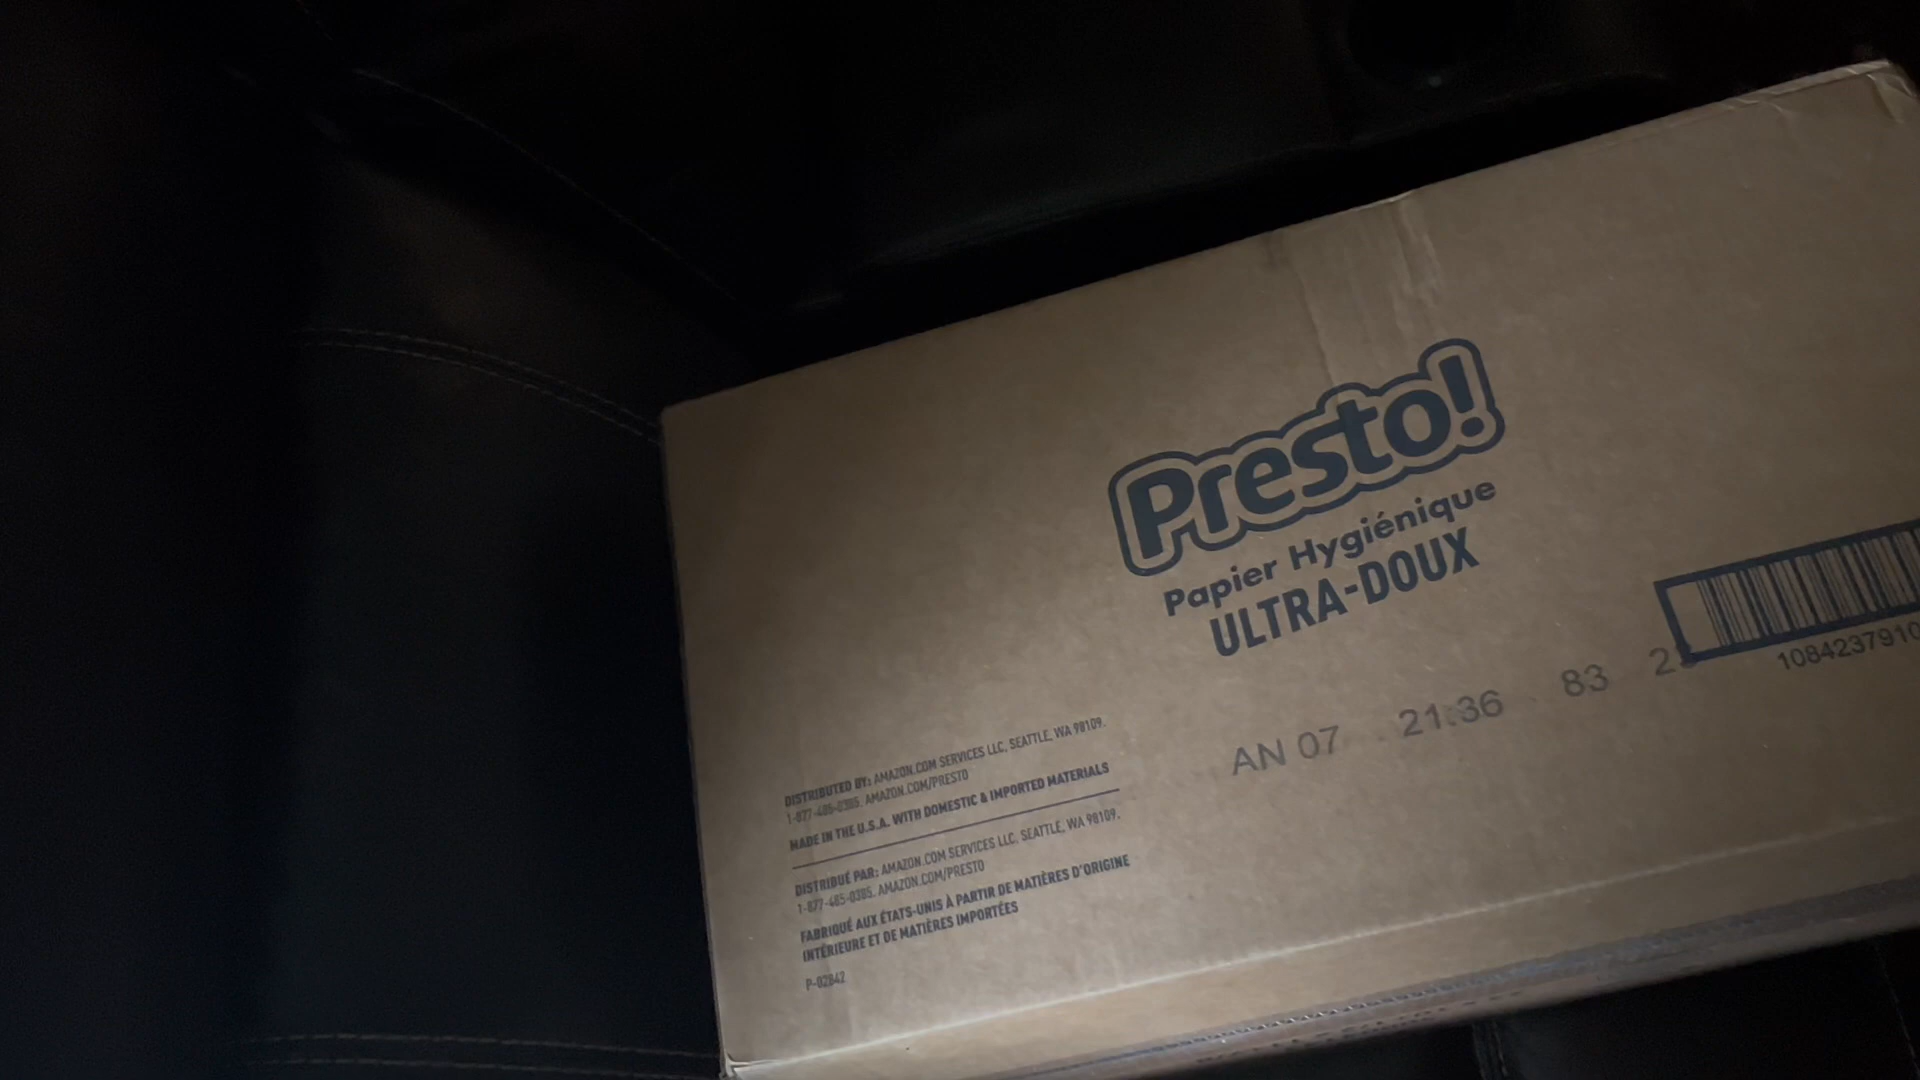 Presto!
Papier Hygiénique
ULTRA-DOUX
1084237910
AN 07 21:36 83
DISTRIBUTED BY: AMAZON.COM SERVICES LLC, SEATTLE, WA 98109.
1-877-485-0385. AMAZON.COM/PRESTO
MADE IN THE U.S.A. WITH DOMESTIC & IMPORTED MATERIALS
DISTRIBUÉ PAR: AMAZON.COM SERVICES LLC, SEATTLE, WA 98109.
1-877-485-0385. AMAZON.COM/PRESTO
FABRIQUÉ AUX ÉTATS-UNIS À PARTIR DE MATIÈRES D'ORIGINE
INTÉRIEURE ET DE MATIÈRES IMPORTÉES
P-02842